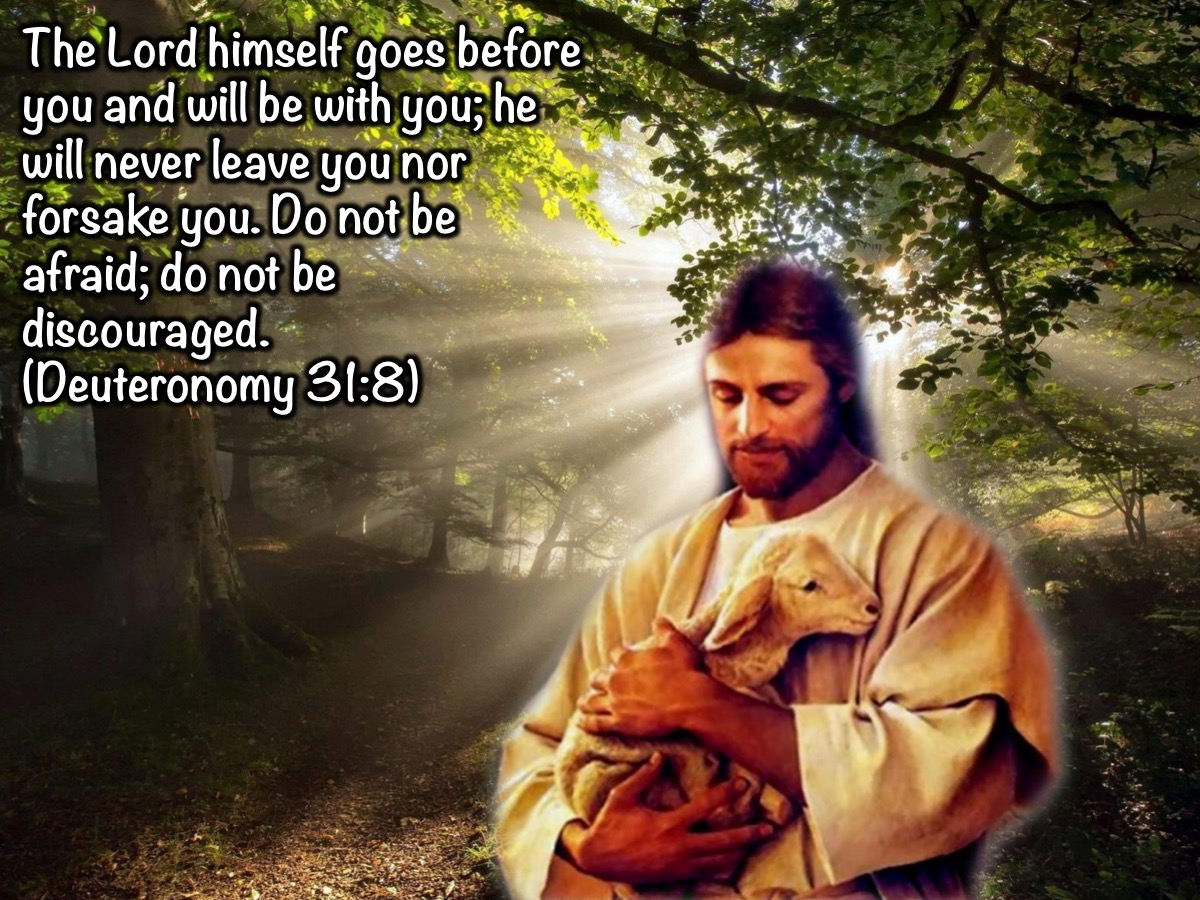 The Lord himself goes before
you and will be with you; he
will never leave you nor
forsake you. Do not be
afraid; do not be
discouraged.
(Deuteronomy 31:8)